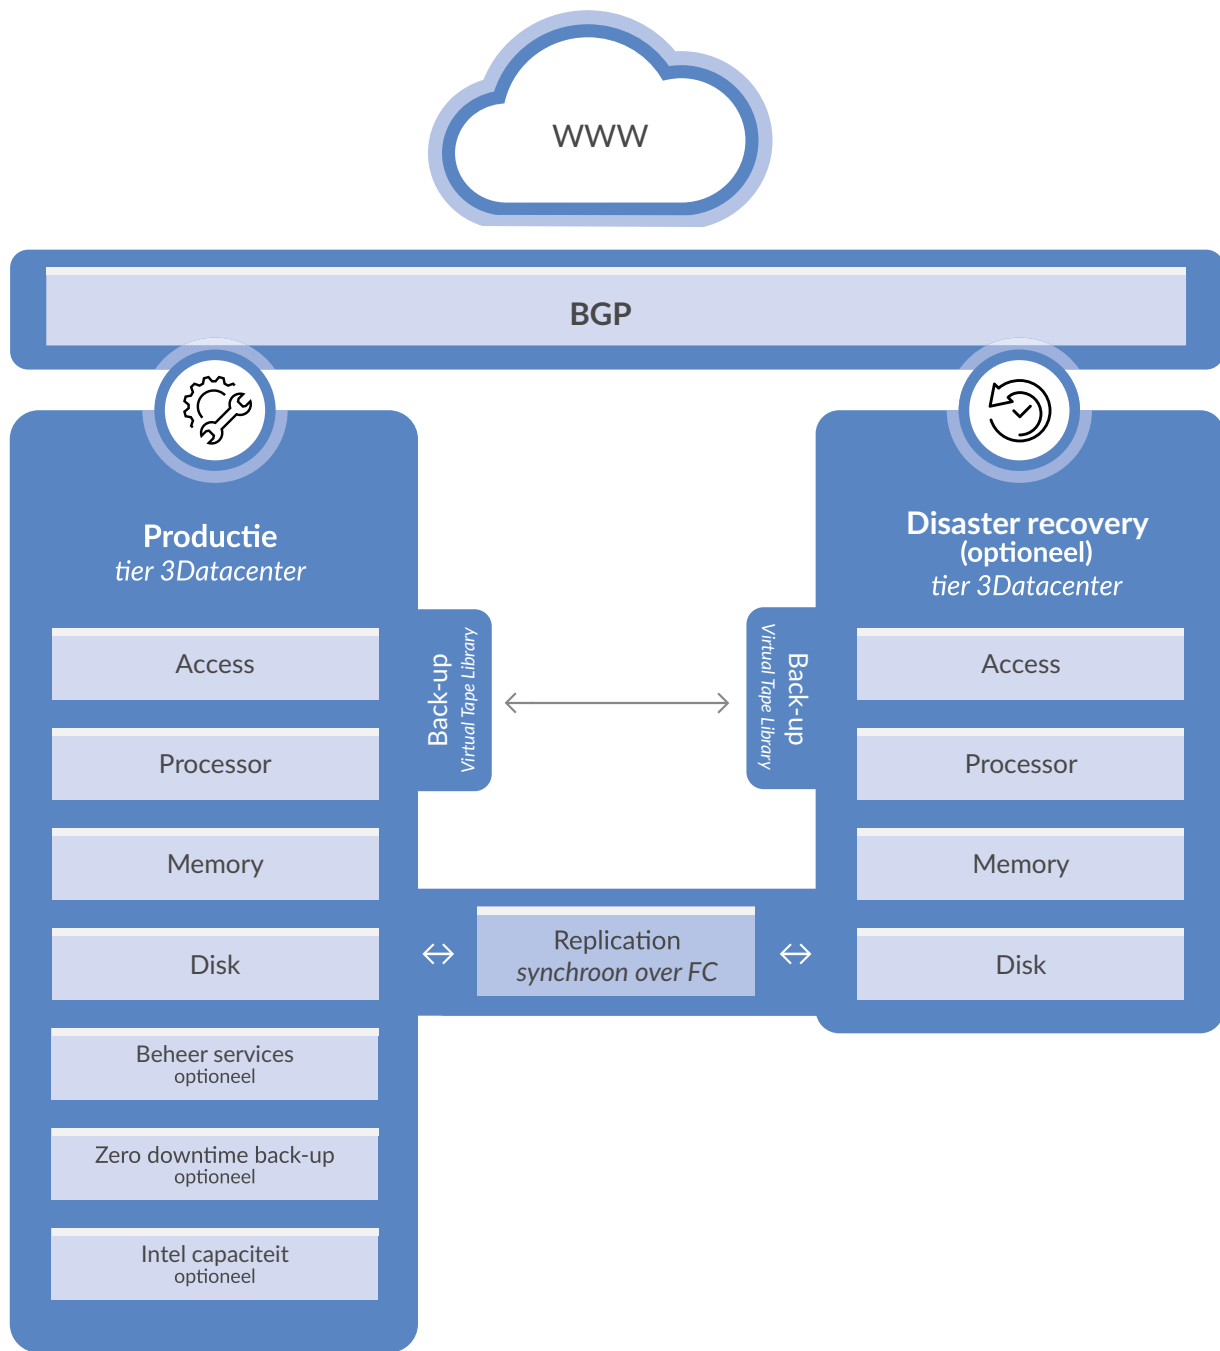 WWW
BGP
Productie
tier 3Datacenter
Access
Processor
Memory
Disk
Beheer services
optioneel
Zero downtime back-up
optioneel
Intel capaciteit
optioneel
Back-up
Virtual Tape Library
Back-up
Virtual Tape Library
Replication
synchroon over FC
Disaster recovery
(optioneel)
tier 3Datacenter
Access
Processor
Memory
Disk